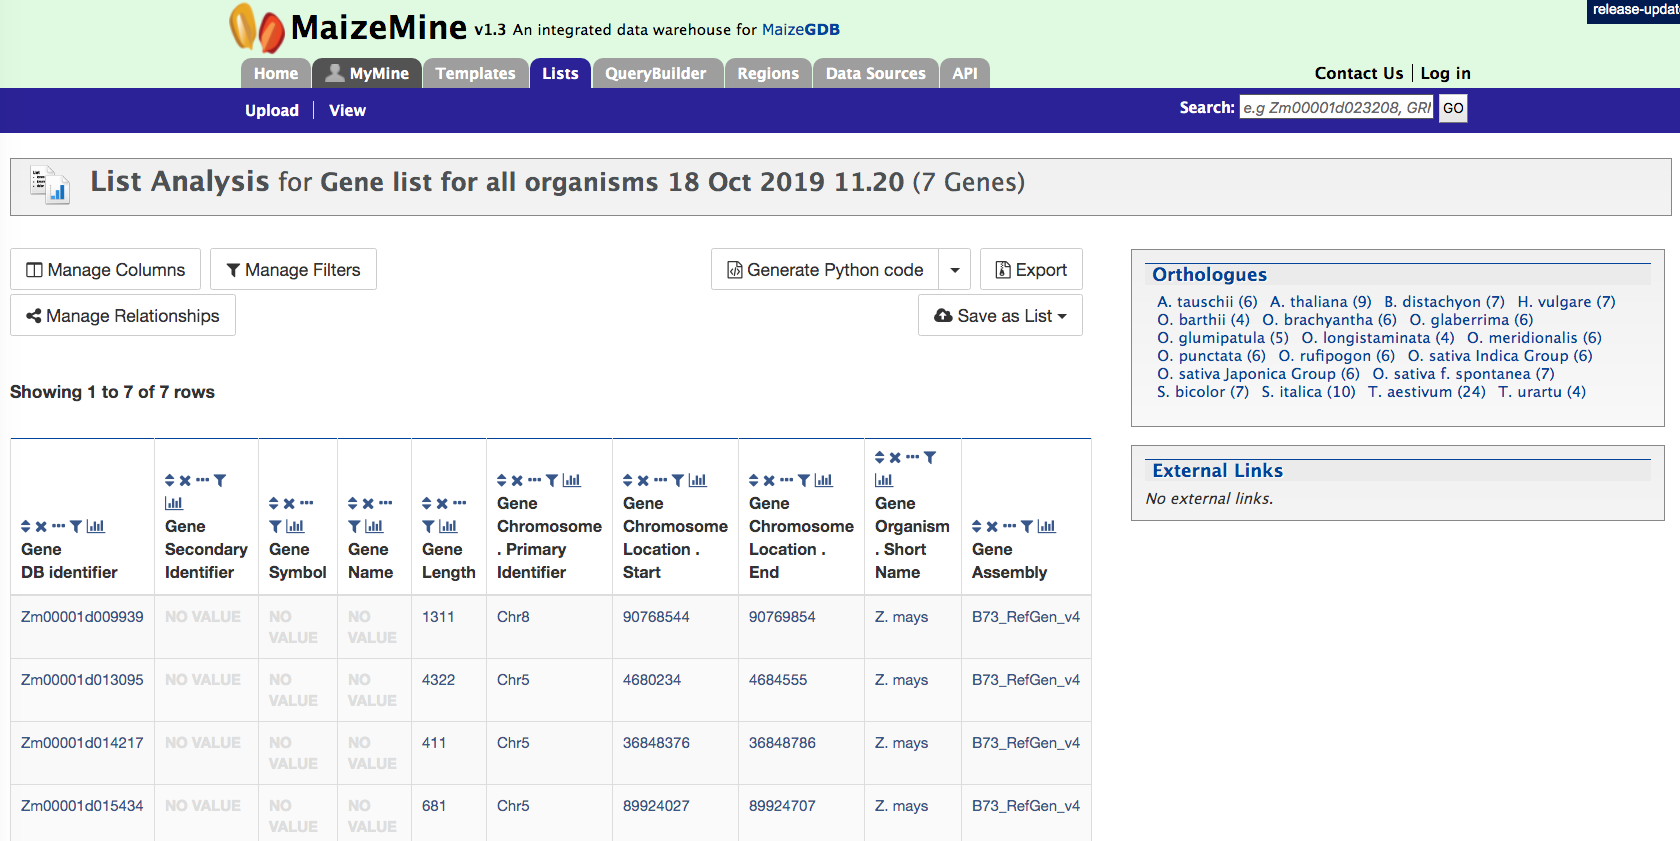 release-updat
MaizeMine v1.3 An integrated data warehouse for MaizeGDB
Home MyMine Templates Lists QueryBuilder Regions Data Sources API
Contact Us Log in
Upload View
Search: e.g Zm00001d023208, GRI GO
List Analysis for Gene list for all organisms 18 Oct 2019 11.20 (7 Genes)
Manage Columns Manage Filters Generate Python code Export
Manage Relationships Save as List
Showing 1 to 7 of 7 rows
Gene
DB identifier
Gene
Secondary
Identifier
Gene
Symbol
Gene
Name
Gene
Length
Gene
Chromosome
. Primary
Identifier
Gene
Chromosome
Location .
Start
Gene
Chromosome
Location .
End
Gene
Organism
. Short
Name
Gene
Assembly
Zm00001d009939 NO VALUE NO VALUE NO VALUE 1311 Chr8 90768544 90769854 Z. mays B73_RefGen_v4
Zm00001d013095 NO VALUE NO VALUE NO VALUE 4322 Chr5 4680234 4684555 Z. mays B73_RefGen_v4
Zm00001d014217 NO VALUE NO VALUE NO VALUE 411 Chr5 36848376 36848786 Z. mays B73_RefGen_v4
Zm00001d015434 NO VALUE NO VALUE NO VALUE 681 Chr5 89924027 89924707 Z. mays B73_RefGen_v4
Orthologues
A. tauschii (6) A. thaliana (9) B. distachyon (7) H. vulgare (7)
O. barthii (4) O. brachyantha (6) O. glaberrima (6)
O. glumipatula (5) O. longistaminata (4) O. meridionalis (6)
O. punctata (6) O. rufipogon (6) O. sativa Indica Group (6)
O. sativa Japonica Group (6) O. sativa f. spontanea (7)
S. bicolor (7) S. italica (10) T. aestivum (24) T. urartu (4)
External Links
No external links.